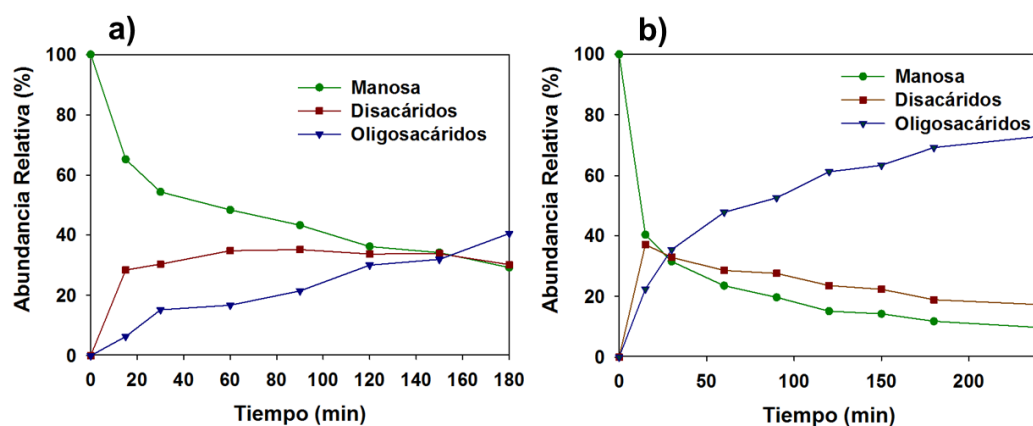 a)
Abundancia Relativa (%)
100
80
60
40
20
0
Manosa
Disacáridos
Oligosacáridos
0 20 40 60 80 100 120 140 160 180
Tiempo (min)
b)
Abundancia Relativa (%)
100
80
60
40
20
0
Manosa
Disacáridos
Oligosacáridos
0 50 100 150 200
Tiempo (min)